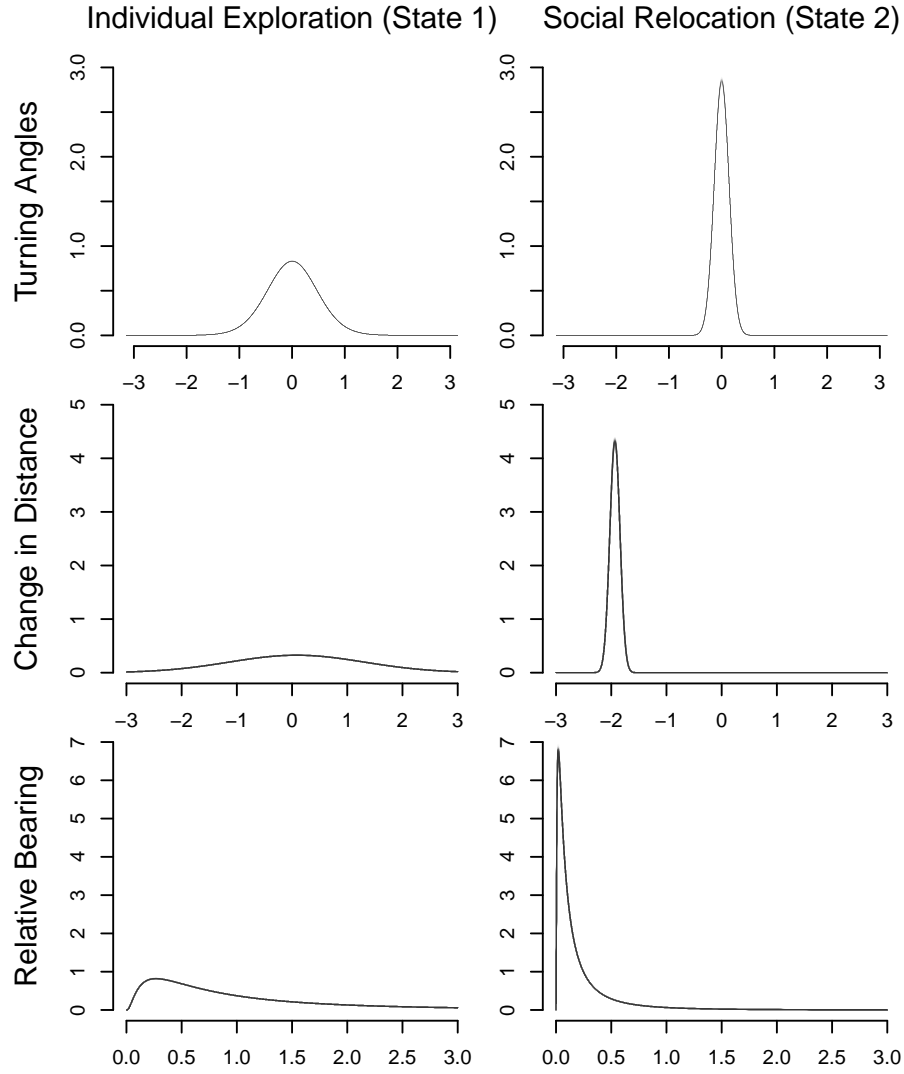 Individual Exploration (State 1) Social Relocation (State 2)
Turning Angles
0.0 1.0 2.0 3.0
−3 −2 −1 0 1 2 3
0.0 1.0 2.0 3.0
−3 −2 −1 0 1 2 3
Change in Distance
0 1 2 3 4 5
−3 −2 −1 0 1 2 3
0 1 2 3 4 5
−3 −2 −1 0 1 2 3
Relative Bearing
0 1 2 3 4 5 6 7
0.0 0.5 1.0 1.5 2.0 2.5 3.0
0 1 2 3 4 5 6 7
0.0 0.5 1.0 1.5 2.0 2.5 3.0